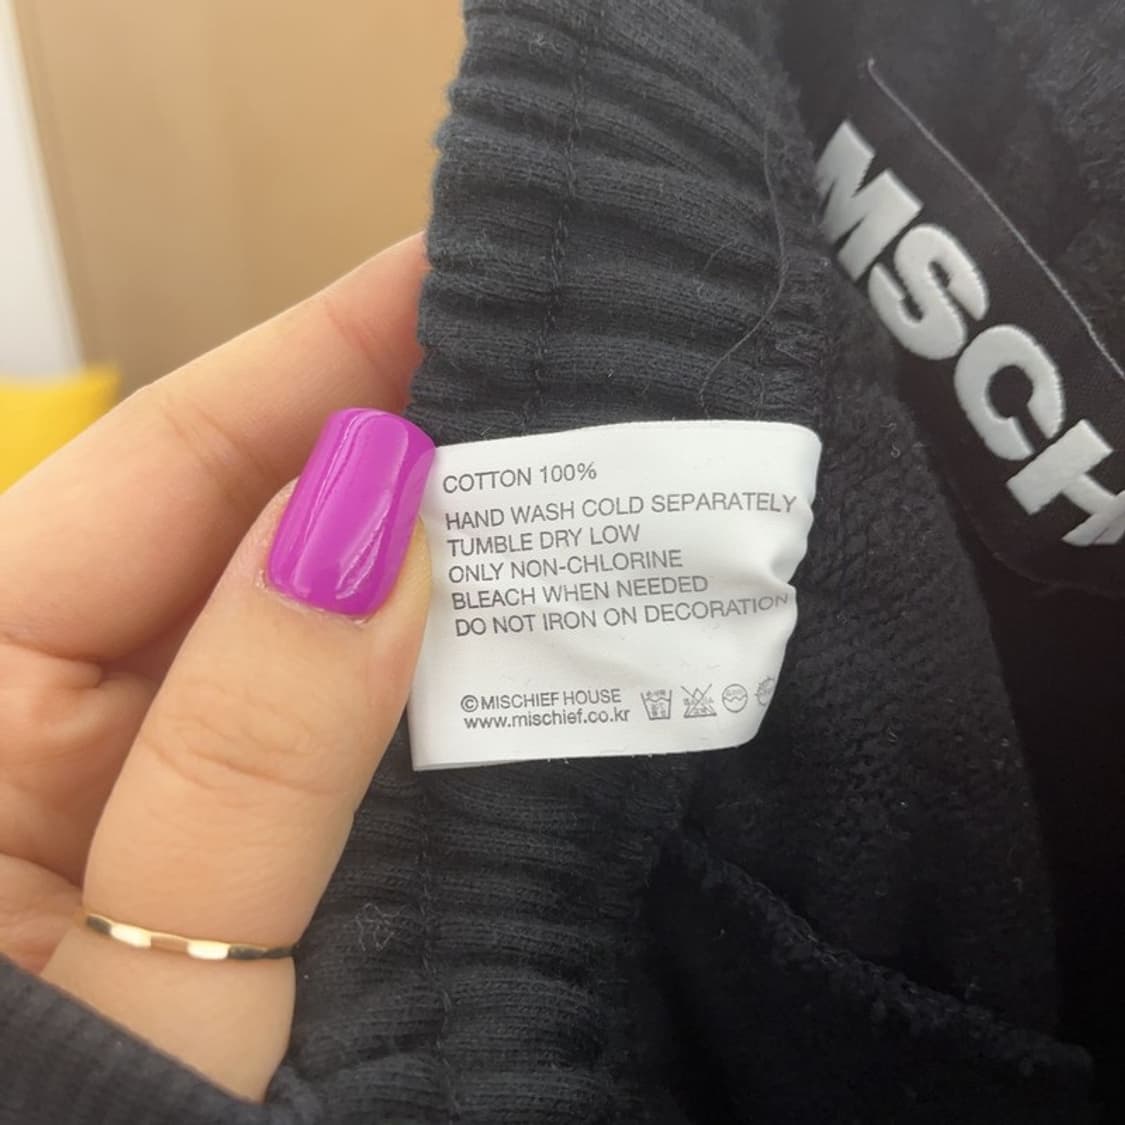 COTTON 100%
HAND WASH COLD SEPARATELY
TUMBLE DRY LOW
ONLY NON-CHLORINE
BLEACH WHEN NEEDED
DO NOT IRON ON DECORATION
©MISCHIEF HOUSE
www.mischief.co.kr
MSCH